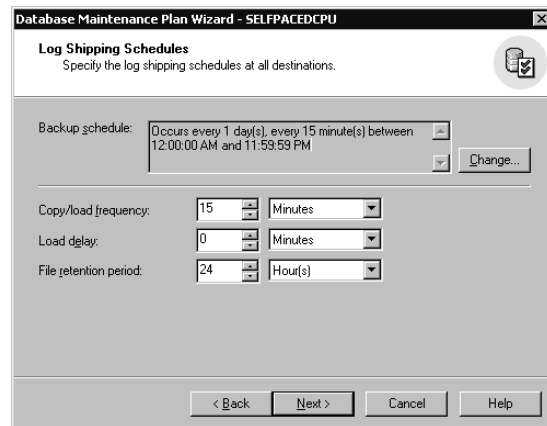 Database Maintenance Plan Wizard - SELFPACEDCPU
Log Shipping Schedules
Specify the log shipping schedules at all destinations.
Backup schedule:
Occurs every 1 day(s), every 15 minute(s) between
12:00:00 AM and 11:59:59 PM
Change...
Copy/load frequency: 15 Minutes
Load delay: 0 Minutes
File retention period: 24 Hour(s)
< Back Next > Cancel Help